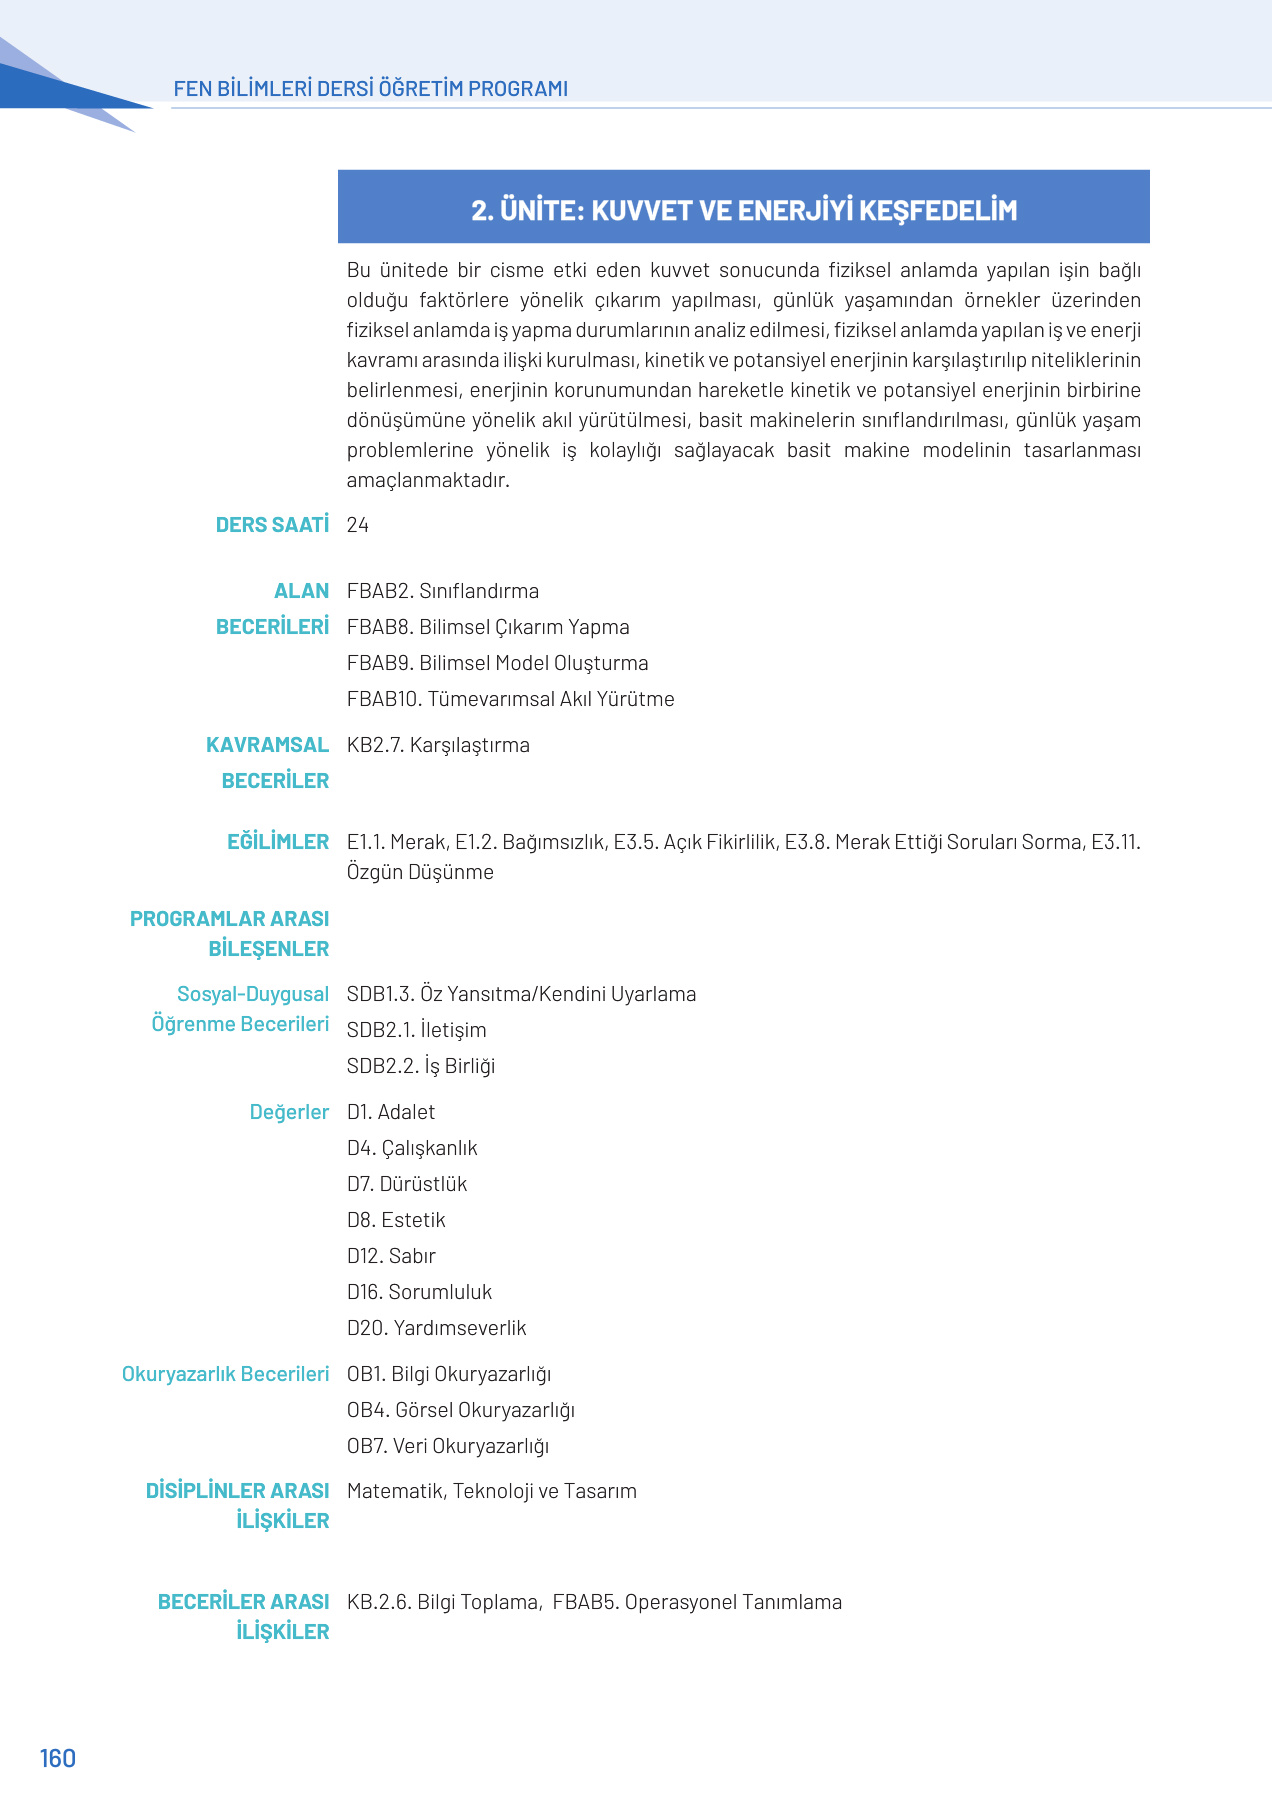 FEN BİLİMLERİ DERSİ ÖĞRETİM PROGRAMI
2. ÜNİTE: KUVVET VE ENERJİYİ KEŞFEDELİM
Bu ünitede bir cisme etki eden kuvvet sonucunda fiziksel anlamda yapılan işin bağlı
olduğu faktörlere yönelik çıkarım yapılması, günlük yaşamından örnekler üzerinden
fiziksel anlamda iş yapma durumlarının analiz edilmesi, fiziksel anlamda yapılan iş ve enerji
kavramı arasında ilişki kurulması, kinetik ve potansiyel enerjinin karşılaştırılıp niteliklerinin
belirlenmesi, enerjinin korunumundan hareketle kinetik ve potansiyel enerjinin birbirine
dönüşümüne yönelik akıl yürütülmesi, basit makinelerin sınıflandırılması, günlük yaşam
problemlerine yönelik iş kolaylığı sağlayacak basit makine modelinin tasarlanması
amaçlanmaktadır.
DERS SAATİ 24
ALAN FBAB2. Sınıflandırma
BECERİLERİ FBAB8. Bilimsel Çıkarım Yapma
FBAB9. Bilimsel Model Oluşturma
FBAB10. Tümevarımsal Akıl Yürütme
KAVRAMSAL KB2.7. Karşılaştırma
BECERİLER
EĞİLİMLER E1.1. Merak, E1.2. Bağımsızlık, E3.5. Açık Fikirlilik, E3.8. Merak Ettiği Soruları Sorma, E3.11.
Özgün Düşünme
PROGRAMLAR ARASI
BİLEŞENLER
Sosyal-Duygusal SDB1.3. Öz Yansıtma/Kendini Uyarlama
Öğrenme Becerileri SDB2.1. İletişim
SDB2.2. İş Birliği
Değerler D1. Adalet
D4. Çalışkanlık
D7. Dürüstlük
D8. Estetik
D12. Sabır
D16. Sorumluluk
D20. Yardımseverlik
Okuryazarlık Becerileri OB1. Bilgi Okuryazarlığı
OB4. Görsel Okuryazarlığı
OB7. Veri Okuryazarlığı
DİSİPLİNLER ARASI Matematik, Teknoloji ve Tasarım
İLİŞKİLER
BECERİLER ARASI KB.2.6. Bilgi Toplama, FBAB5. Operasyonel Tanımlama
İLİŞKİLER
160